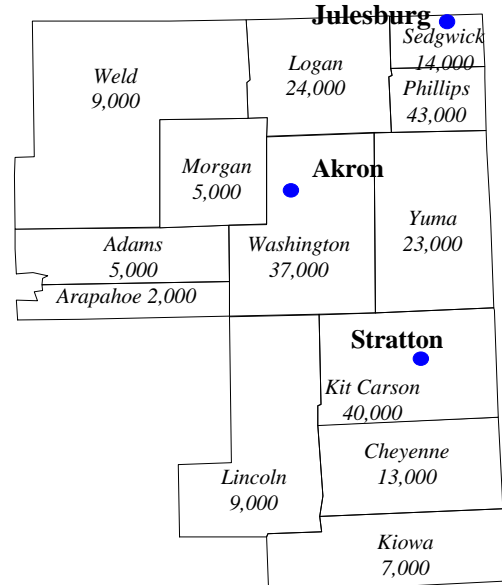 Julesburg
Sedgwick
14,000
Logan
24,000
Weld
9,000
Phillips
43,000
Morgan
5,000
Akron
Yuma
23,000
Adams
5,000
Washington
37,000
Arapahoe 2,000
Stratton
Kit Carson
40,000
Cheyenne
13,000
Lincoln
9,000
Kiowa
7,000